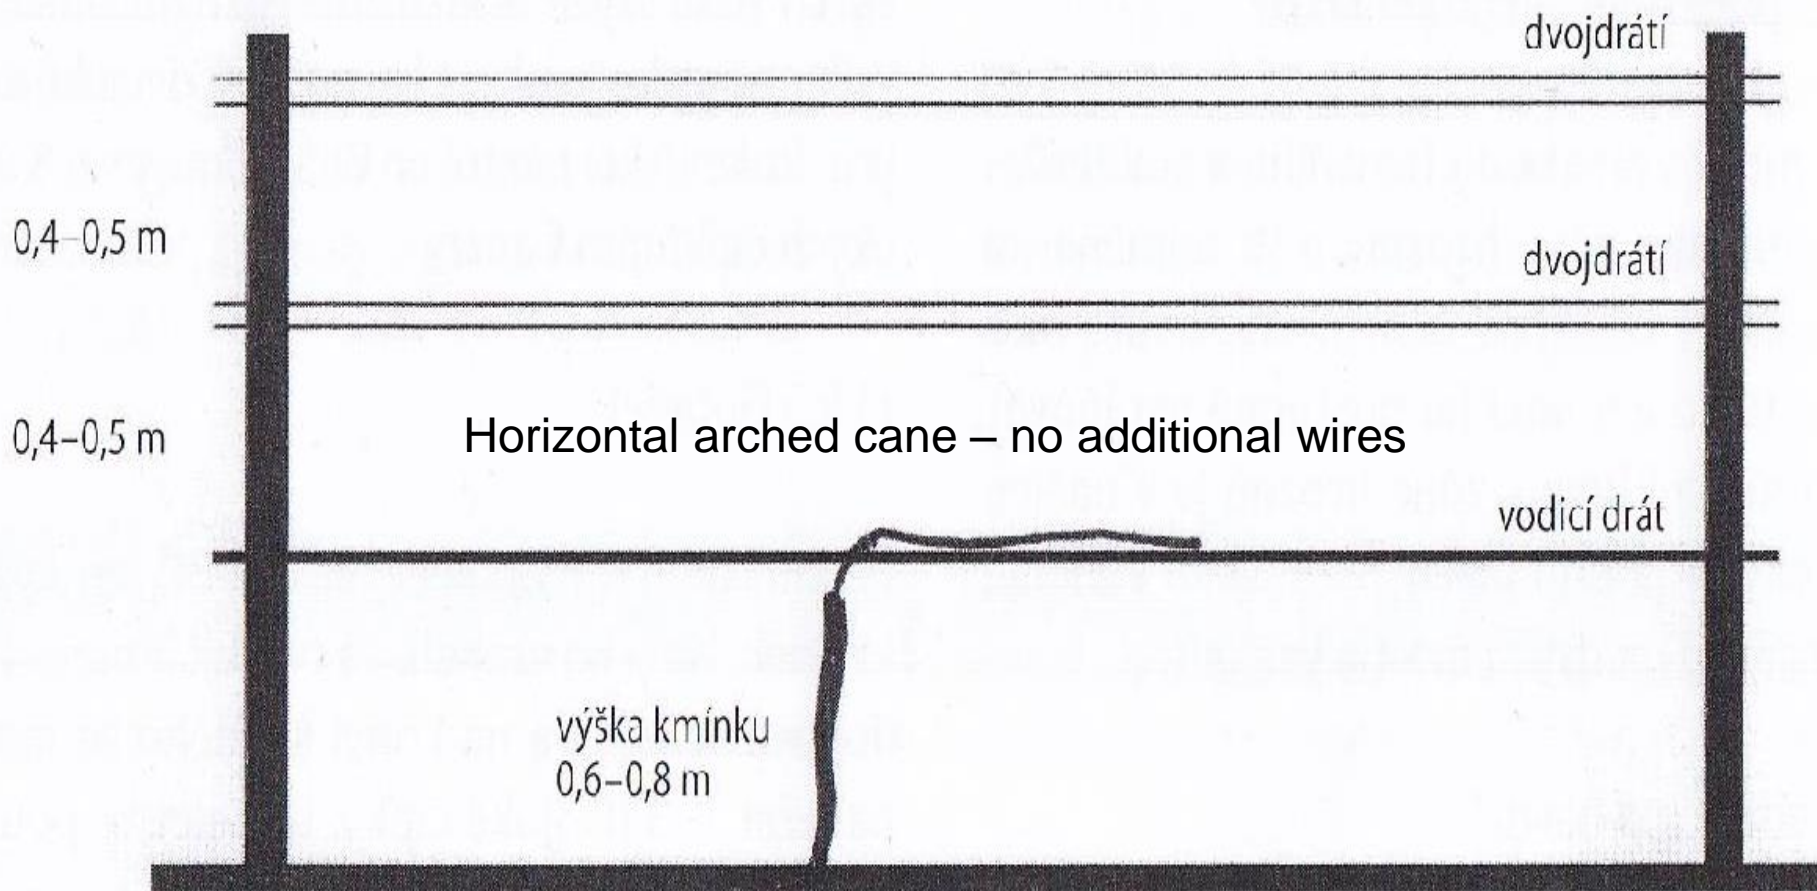 dvojdrátí
0,4–0,5 m
dvojdrátí
0,4–0,5 m
Horizontal arched cane – no additional wires
vodicí drát
výška kmínku
0,6–0,8 m